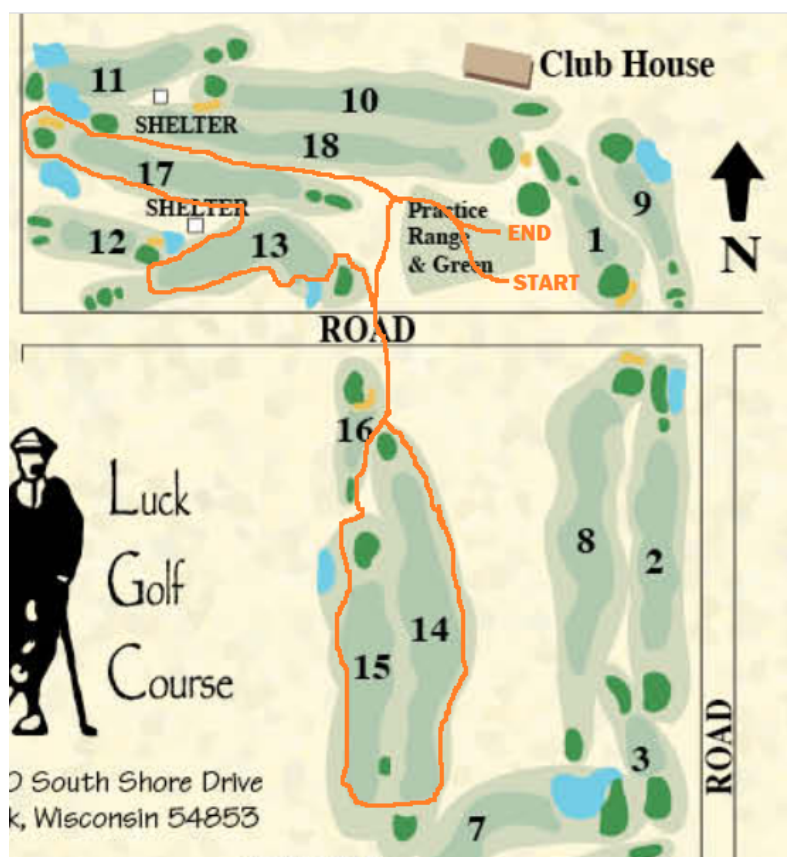 11
Club House
10
SHELTER
18
17
9
SHELTER
Practice
Range
& Green
END
START
12
13
1
N
ROAD
16
Luck
Golf
Course
8
2
14
15
ROAD
3
South Shore Drive
Wisconsin 54853
7